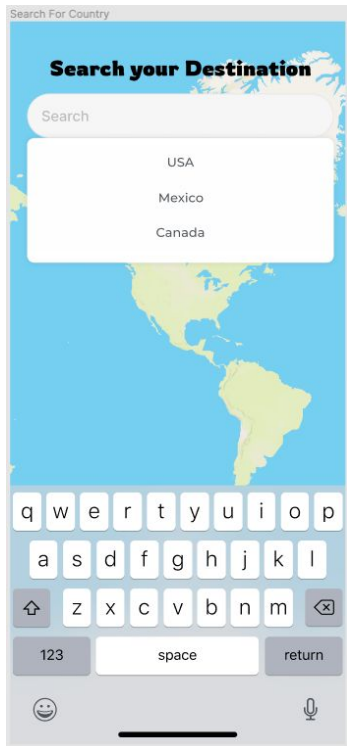 Search For Country
Search your Destination
Search
USA
Mexico
Canada
q w e r t y u i o p
a s d f g h j k l
z x c v b n m
123 space return